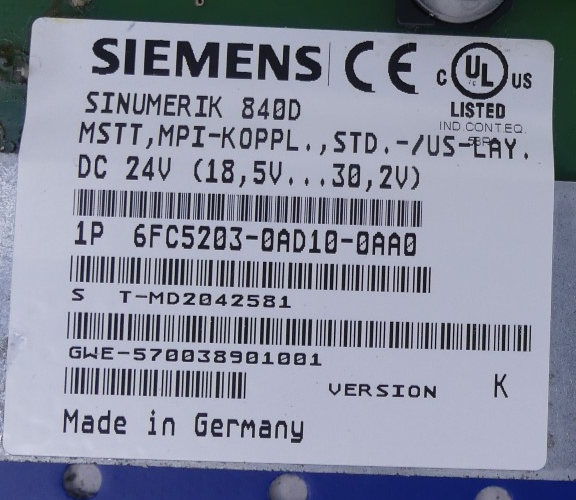 SIEMENS CE c UL US
LISTED
IND.CONT.EQ.
SINUMERIK 840D
MSTT,MPI-KOPPL.,STD.-/US-LAY.
DC 24V (18,5V...30,2V)
1P 6FC5203-0AD10-0AA0
S T-MD2042581
GWE-570038901001
VERSION K
Made in Germany